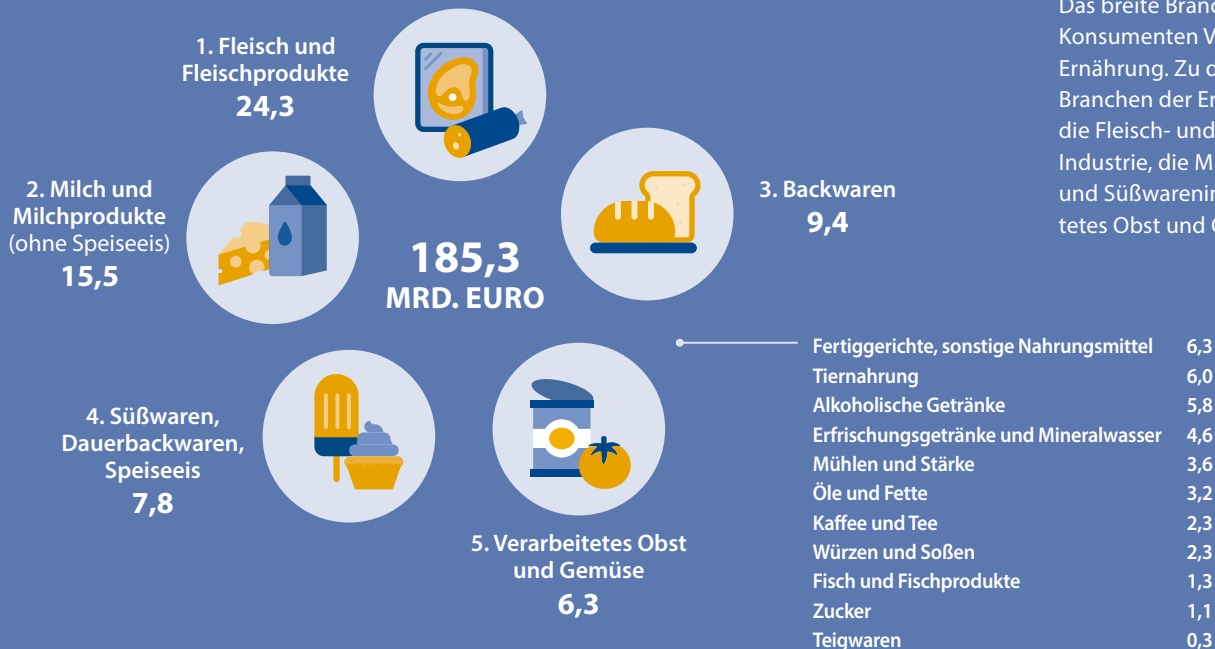 1. Fleisch und
Fleischprodukte
24,3
2. Milch und
Milchprodukte
(ohne Speiseeis)
15,5
3. Backwaren
9,4
185,3
MRD. EURO
4. Süßwaren,
Dauerbackwaren,
Speiseeis
7,8
5. Verarbeitetes Obst
und Gemüse
6,3
Das breite
Konsumenten
Ernährung. Zu
Branchen der
die Fleisch- und
Industrie, die
und
tetes Obst und
Fertiggerichte, sonstige Nahrungsmittel 6,3
Tiernahrung 6,0
Alkoholische Getränke 5,8
Erfrischungsgetränke und Mineralwasser 4,6
Mühlen und Stärke 3,6
Öle und Fette 3,2
Kaffee und Tee 2,3
Würzen und Soßen 2,3
Fisch und Fischprodukte 1,3
Zucker 1,1
Teigwaren 0,3